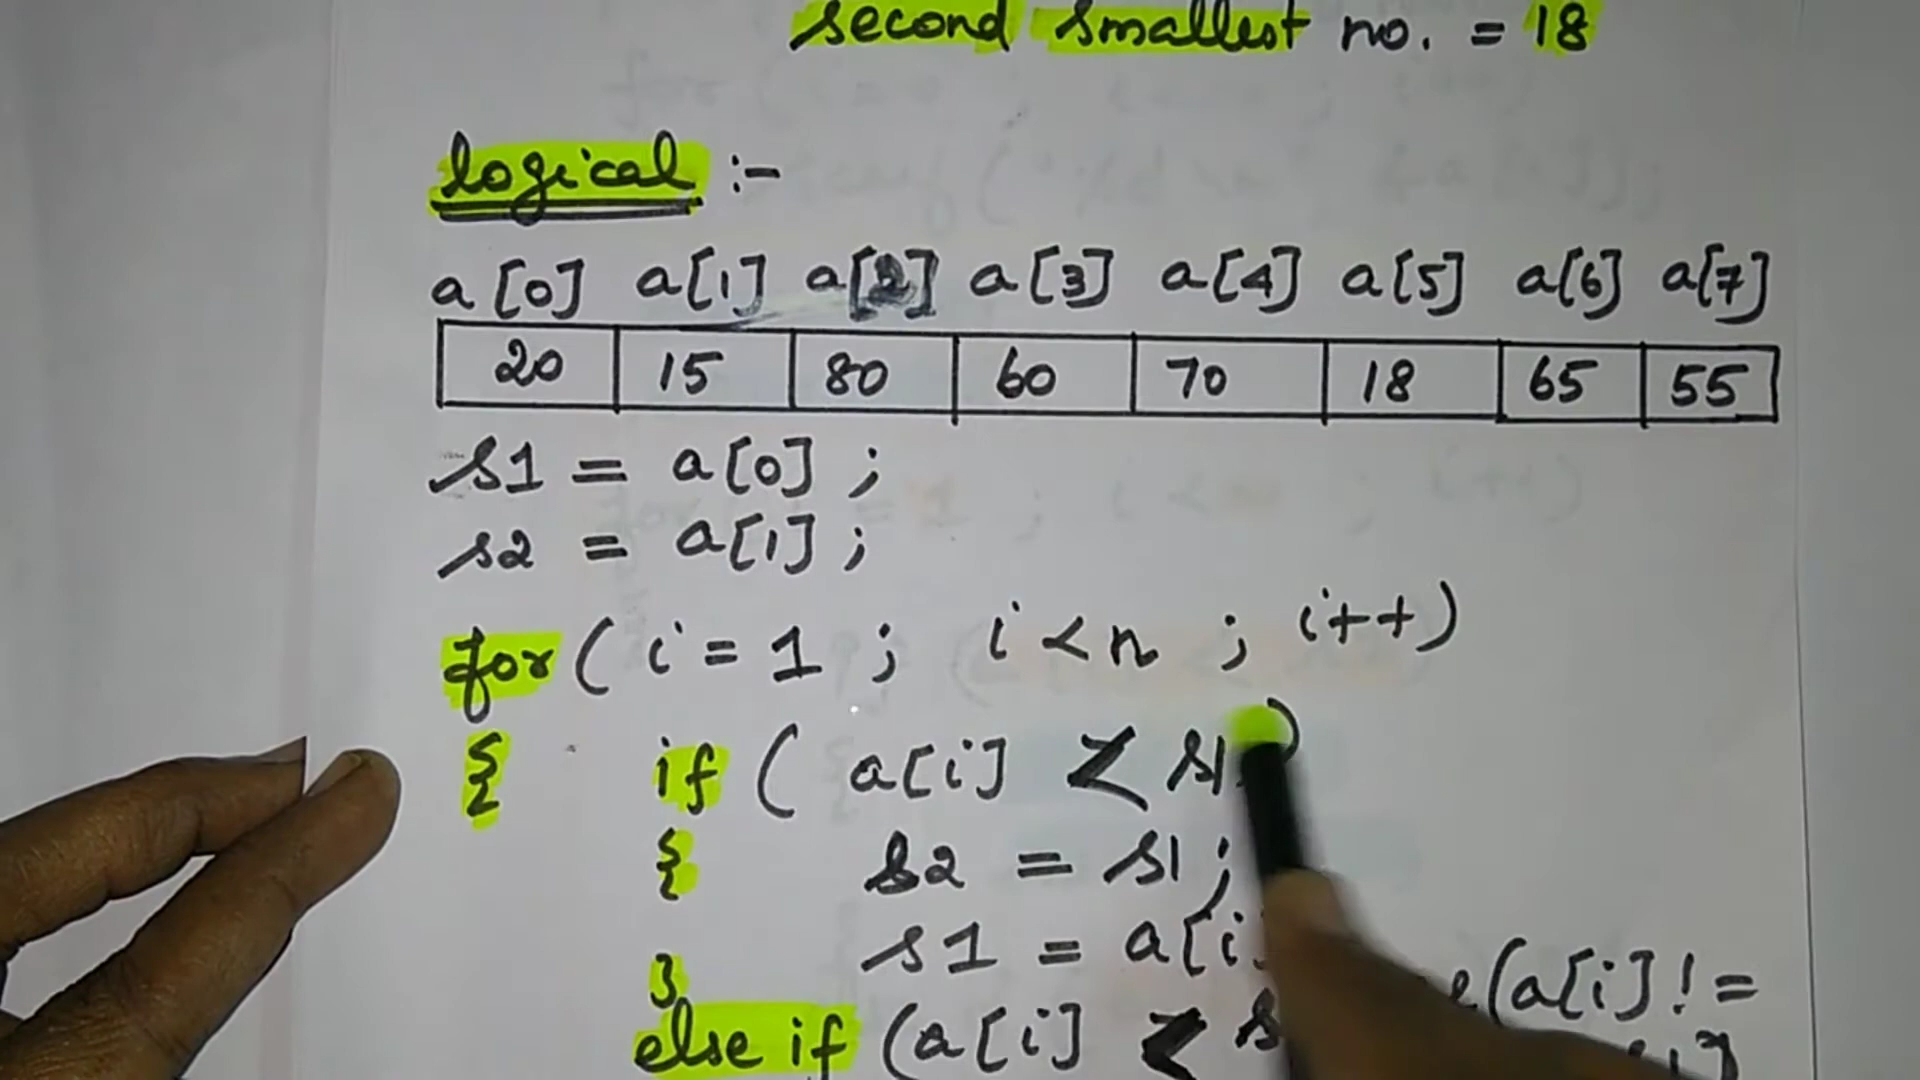 second smallest no. = 18
logical :-
a[0] a[1] a[2] a[3] a[4] a[5] a[6] a[7]
20 15 80 60 70 18 65 55
s1 = a[0] ;
s2 = a[1] ;
for ( i = 1 ; i < n ; i++)
{ if ( a[i] < s1)
{ s2 = s1 ;
s1 = a[i
}
else if (a[i] < s (a[i] ! =